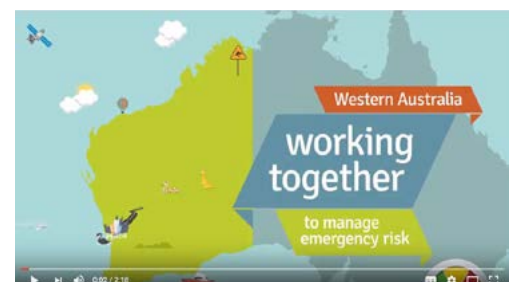 Western Australia
working
together
to manage
emergency risk
0:02 / 2:16